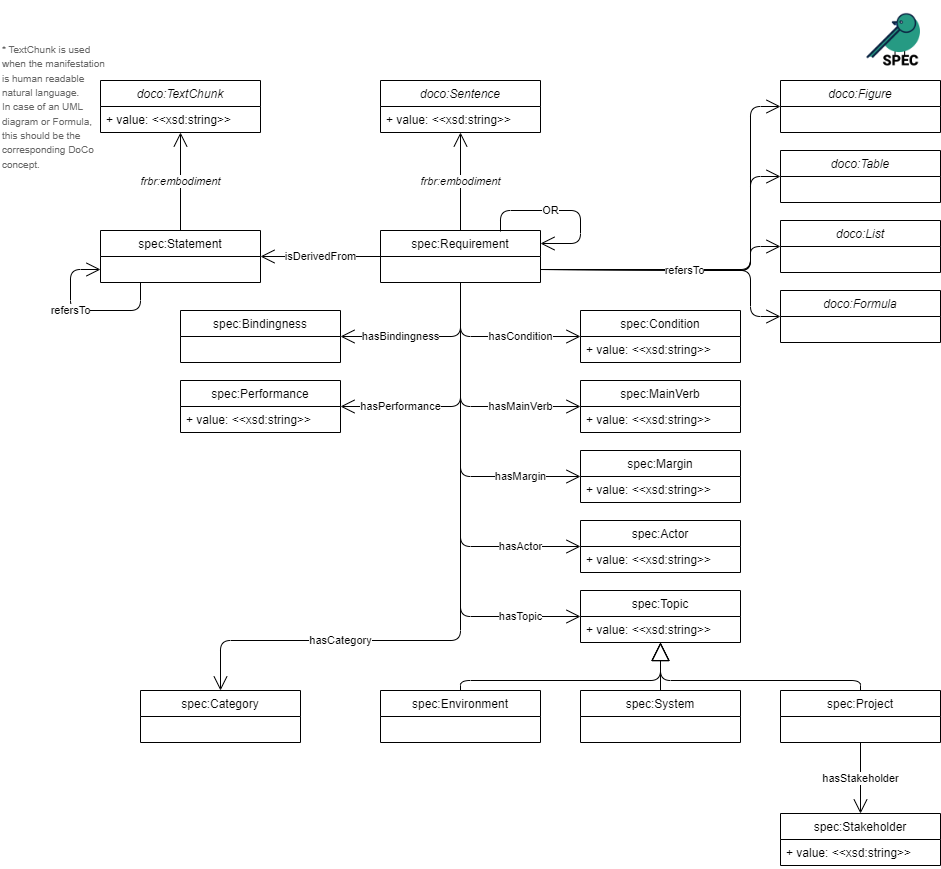 SPEC
* TextChunk is used
when the manifestation
is human readable
natural language.
In case of an UML
diagram or Formula,
this should be the
corresponding DoCo
concept.
doco:TextChunk
+ value: <<xsd:string>>
doco:Sentence
+ value: <<xsd:string>>
doco:Figure
doco:Table
doco:List
doco:Formula
frbr:embodiment
frbr:embodiment
OR
spec:Statement
isDerivedFrom
spec:Requirement
refersTo
refersTo
spec:Bindingness
hasBindingness
hasCondition
spec:Condition
+ value: <<xsd:string>>
spec:Performance
+ value: <<xsd:string>>
hasPerformance
hasMainVerb
spec:MainVerb
+ value: <<xsd:string>>
hasMargin
spec:Margin
+ value: <<xsd:string>>
hasActor
spec:Actor
+ value: <<xsd:string>>
hasTopic
spec:Topic
+ value: <<xsd:string>>
hasCategory
spec:Category
spec:Environment
spec:System
spec:Project
hasStakeholder
spec:Stakeholder
+ value: <<xsd:string>>